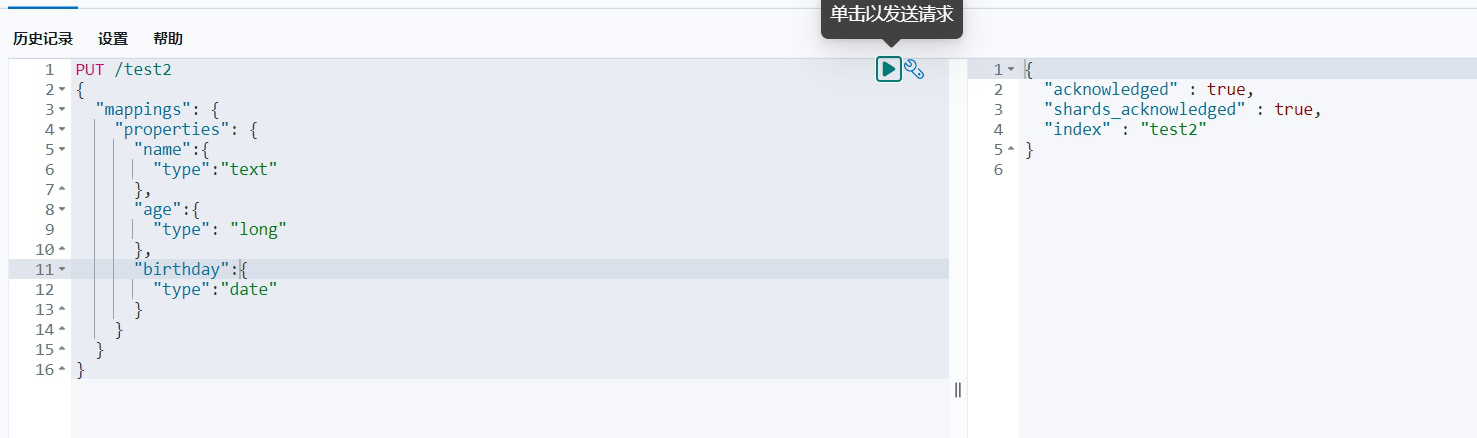 单击以发送请求
历史记录 设置 帮助
1 PUT /test2
2 {
3 "mappings": {
4 "properties": {
5 "name":{
6 "type":"text"
7 },
8 "age":{
9 "type": "long"
10 },
11 "birthday":{
12 "type":"date"
13 }
14 }
15 }
16 }
1 {
2 "acknowledged" : true,
3 "shards_acknowledged" : true,
4 "index" : "test2"
5 }
6